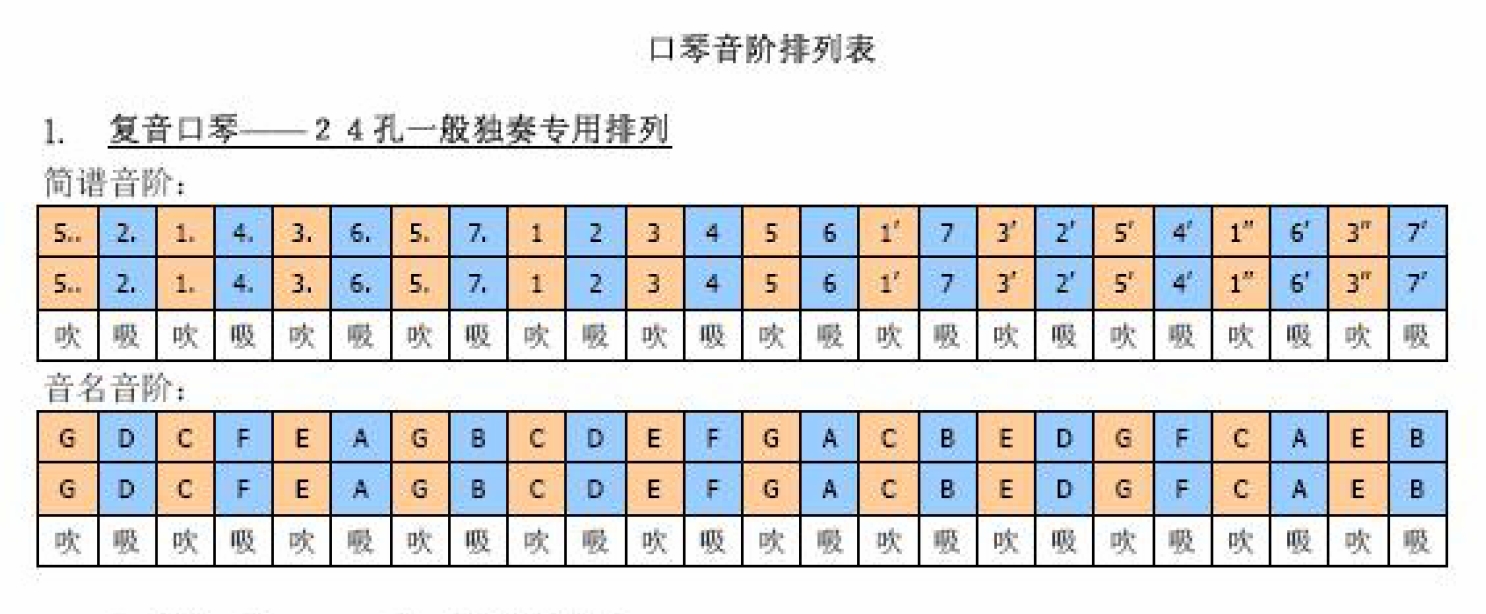 口琴音阶排列表
1. 复音口琴——24孔一般独奏专用排列
简谱音阶：
5.. 2. 1. 4. 3. 6. 5. 7. 1 2 3 4 5 6 1′ 7 3′ 2′ 5′ 4′ 1″ 6′ 3″ 7′
5.. 2. 1. 4. 3. 6. 5. 7. 1 2 3 4 5 6 1′ 7 3′ 2′ 5′ 4′ 1″ 6′ 3″ 7′
吹 吸 吹 吸 吹 吸 吹 吸 吹 吸 吹 吸 吹 吸 吹 吸 吹 吸 吹 吸 吹 吸 吹 吸
音名音阶：
G D C F E A G B C D E F G A C B E D G F C A E B
G D C F E A G B C D E F G A C B E D G F C A E B
吹 吸 吹 吸 吹 吸 吹 吸 吹 吸 吹 吸 吹 吸 吹 吸 吹 吸 吹 吸 吹 吸 吹 吸